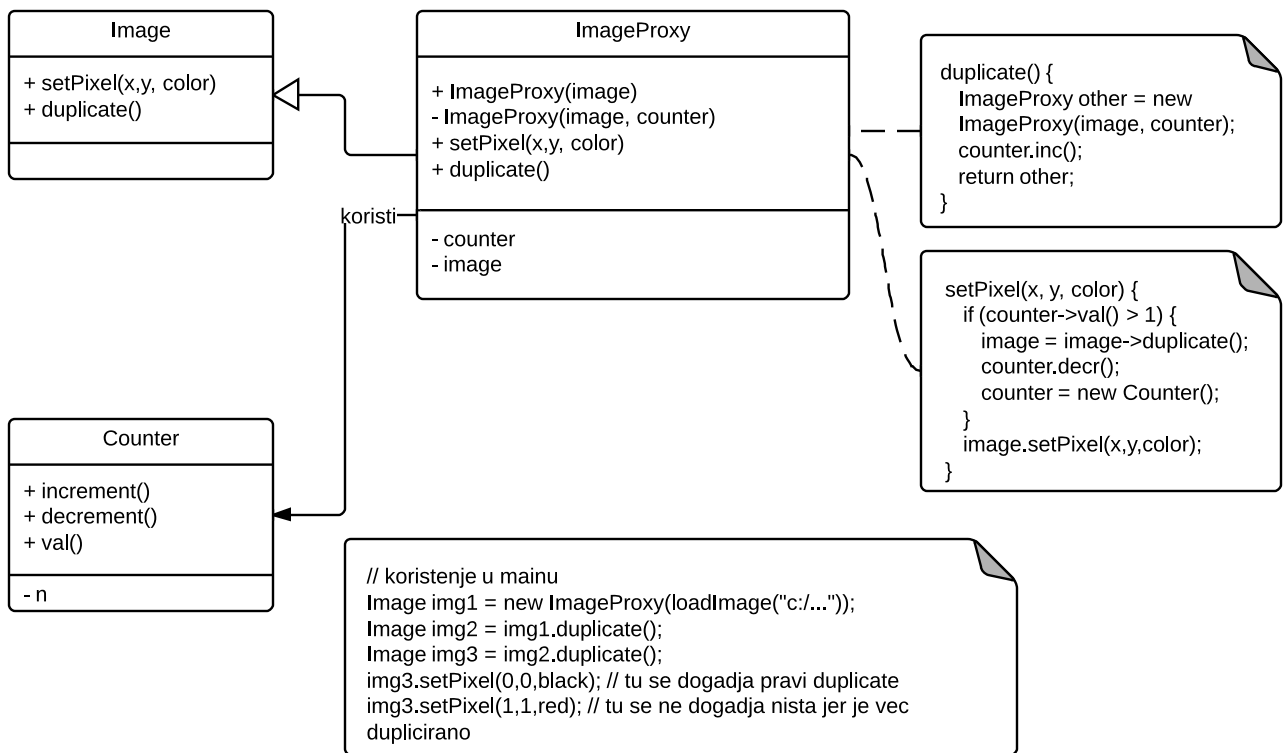 Image
+ setPixel(x,y, color)
+ duplicate()
ImageProxy
+ ImageProxy(image)
- ImageProxy(image, counter)
+ setPixel(x,y, color)
+ duplicate()
- counter
- image
duplicate() {
ImageProxy other = new
ImageProxy(image, counter);
counter.inc();
return other;
}
koristi
setPixel(x, y, color) {
if (counter->val() > 1) {
image = image->duplicate();
counter.decr();
counter = new Counter();
}
image.setPixel(x,y,color);
}
Counter
+ increment()
+ decrement()
+ val()
- n
// koristenje u mainu
Image img1 = new ImageProxy(loadImage("c:/..."));
Image img2 = img1.duplicate();
Image img3 = img2.duplicate();
img3.setPixel(0,0,black); // tu se dogadja pravi duplicate
img3.setPixel(1,1,red); // tu se ne dogadja nista jer je vec
duplicirano